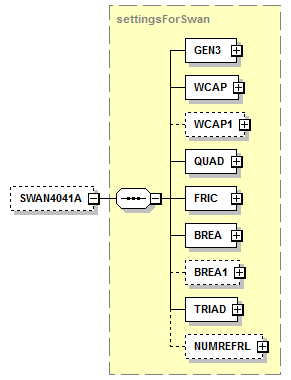 settingsForSwan
GEN3
WCAP
WCAP1
QUAD
SWAN4041A
FRIC
BREA
BREA1
TRIAD
NUMREFRL